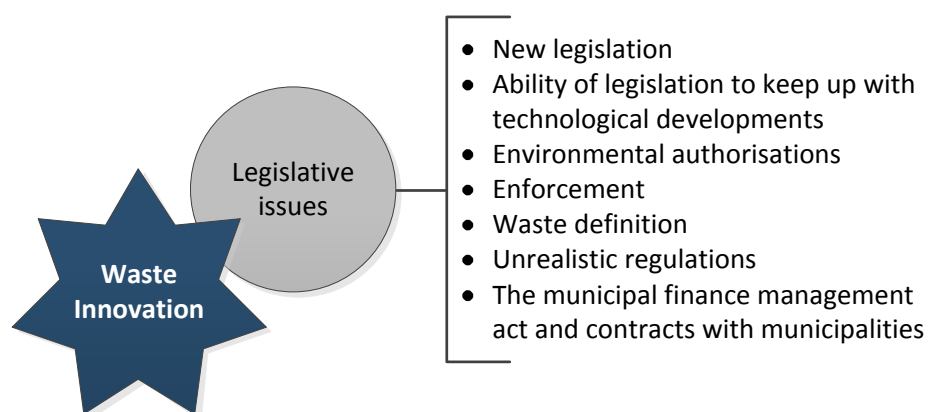 Waste
Innovation
Legislative
issues
• New legislation
• Ability of legislation to keep up with
technological developments
• Environmental authorisations
• Enforcement
• Waste definition
• Unrealistic regulations
• The municipal finance management
act and contracts with municipalities